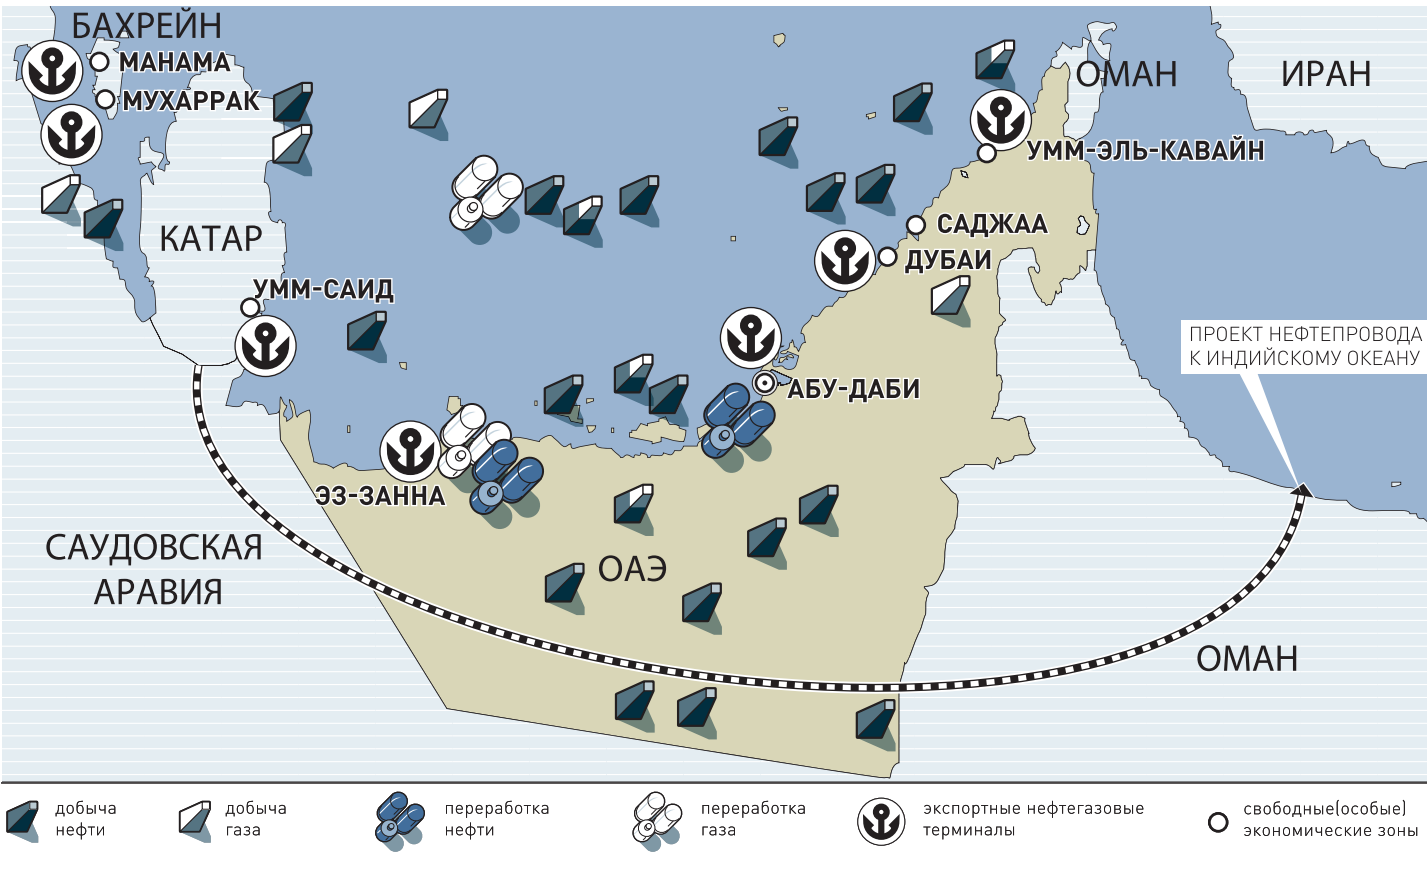 БАХРЕЙН
МАНАМА
МУХАРРАК
КАТАР
УММ-САИД
ОМАН
ИРАН
УММ-ЭЛЬ-КАВАЙН
САДЖАА
ДУБАИ
ПРОЕКТ НЕФТЕПРОВОДА
К ИНДИЙСКОМУ ОКЕАНУ
АБУ-ДАБИ
ЭЗ-ЗАННА
САУДОВСКАЯ
АРАВИЯ
ОАЭ
ОМАН
добыча
нефти
добыча
газа
переработка
нефти
переработка
газа
экспортные нефтегазовые
терминалы
свободные(особые)
экономические зоны